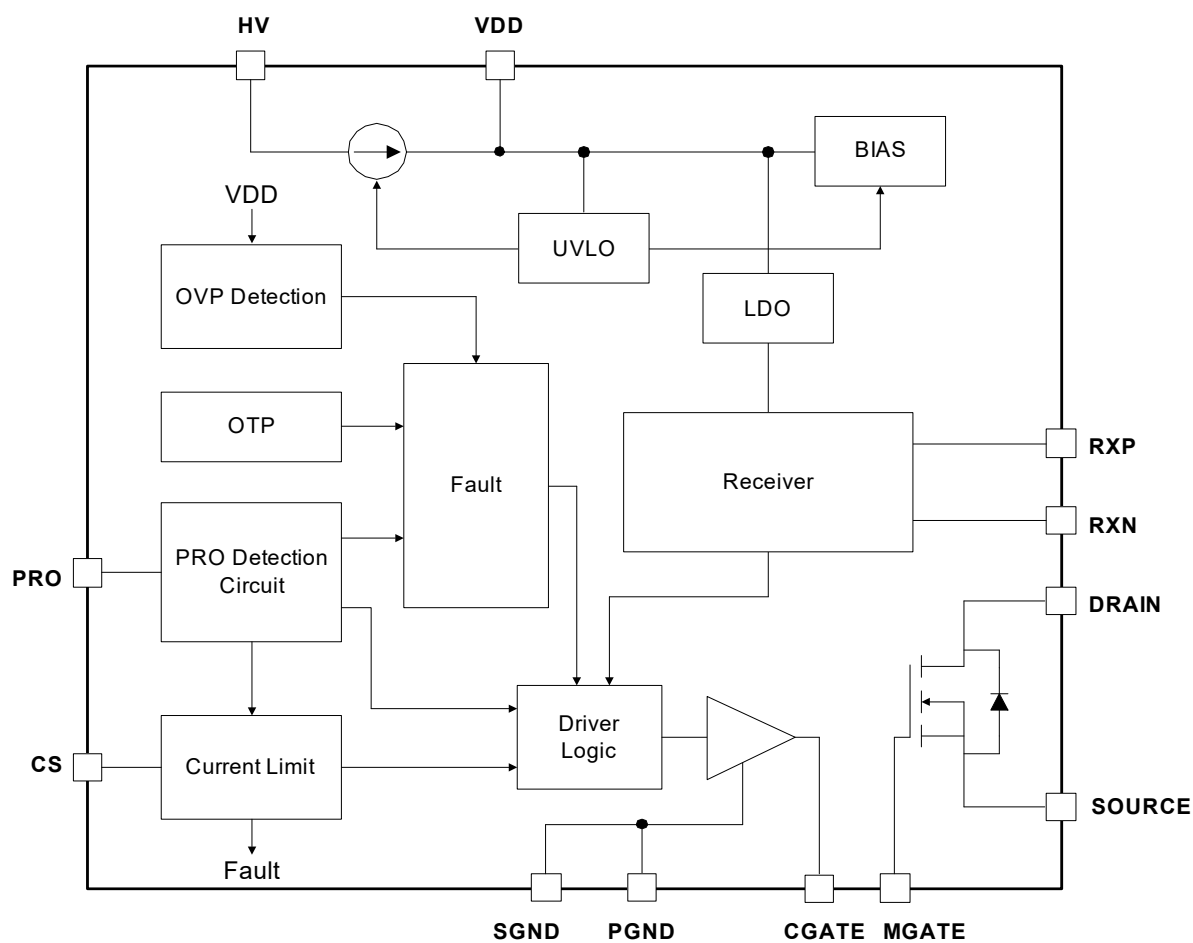 HV
VDD
BIAS
VDD
UVLO
OVP Detection
LDO
OTP
Fault
Receiver
RXP
RXN
PRO
PRO Detection
Circuit
DRAIN
Driver
Logic
CS
Current Limit
SOURCE
Fault
SGND
PGND
CGATE
MGATE